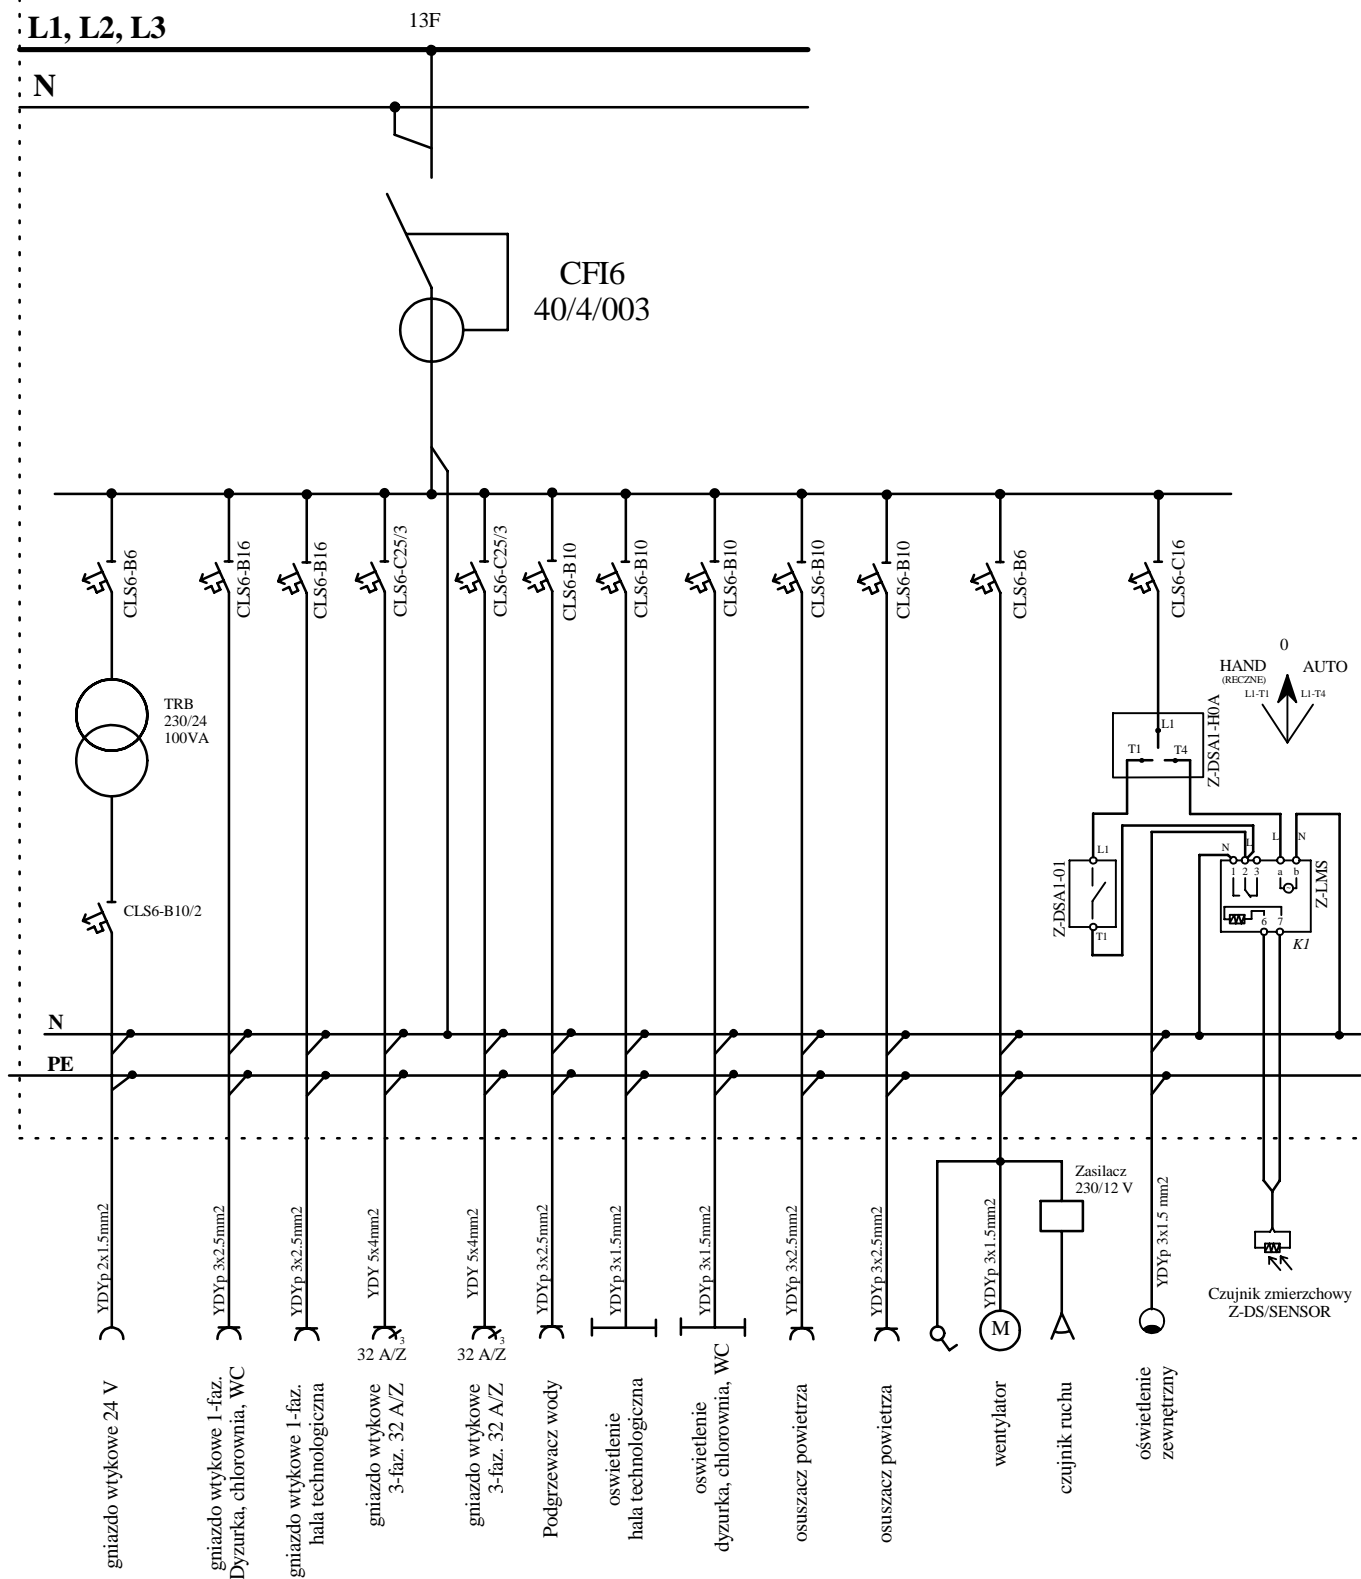 L1, L2, L3
13F
N
CFI6
40/4/003
CLS6-B6
CLS6-B16
CLS6-B16
CLS6-C25/3
CLS6-C25/3
CLS6-B10
CLS6-B10
CLS6-B10
CLS6-B10
CLS6-B10
CLS6-B6
CLS6-C16
0
HAND
AUTO
(RECZNE)
L1-T1
L1-T4
TRB
230/24
100VA
L1
T1
T4
Z-DSA1-H0A
CLS6-B10/2
L1
T1
Z-DSA1-01
N
L
L
N
1
2
3
a
b
6
7
Z-LMS
K1
N
PE
Zasilacz
230/12 V
YDYp 2x1.5mm2
YDYp 3x2.5mm2
YDYp 3x2.5mm2
YDY 5x4mm2
YDY 5x4mm2
YDYp 3x2.5mm2
YDYp 3x1.5mm2
YDYp 3x1.5mm2
YDYp 3x2.5mm2
YDYp 3x2.5mm2
YDYp 3x1.5mm2
YDYp 3x1.5 mm2
Czujnik zmierzchowy
Z-DS/SENSOR
3
32 A/Z
3
32 A/Z
M
gniazdo wtykowe 24 V
gniazdo wtykowe 1-faz.
Dyzurka, chlorownia, WC
gniazdo wtykowe 1-faz.
hala technologiczna
gniazdo wtykowe
3-faz. 32 A/Z
gniazdo wtykowe
3-faz. 32 A/Z
Podgrzewacz wody
oswietlenie
hala technologiczna
oswietlenie
dyzurka, chlorownia, WC
osuszacz powietrza
osuszacz powietrza
wentylator
czujnik ruchu
oświetlenie
zewnętrzny